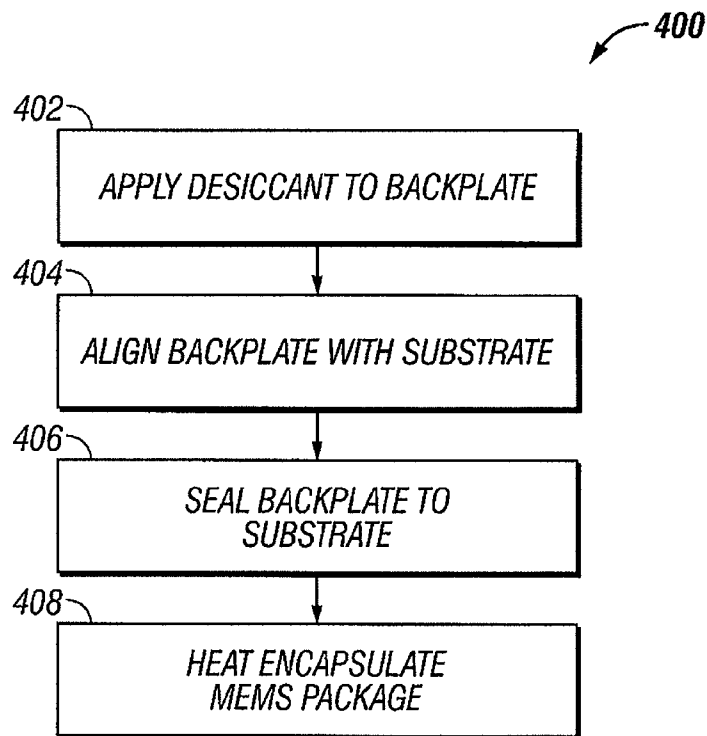 400
402
APPLY DESICCANT TO BACKPLATE
404
ALIGN BACKPLATE WITH SUBSTRATE
406
SEAL BACKPLATE TO
SUBSTRATE
408
HEAT ENCAPSULATE
MEMS PACKAGE